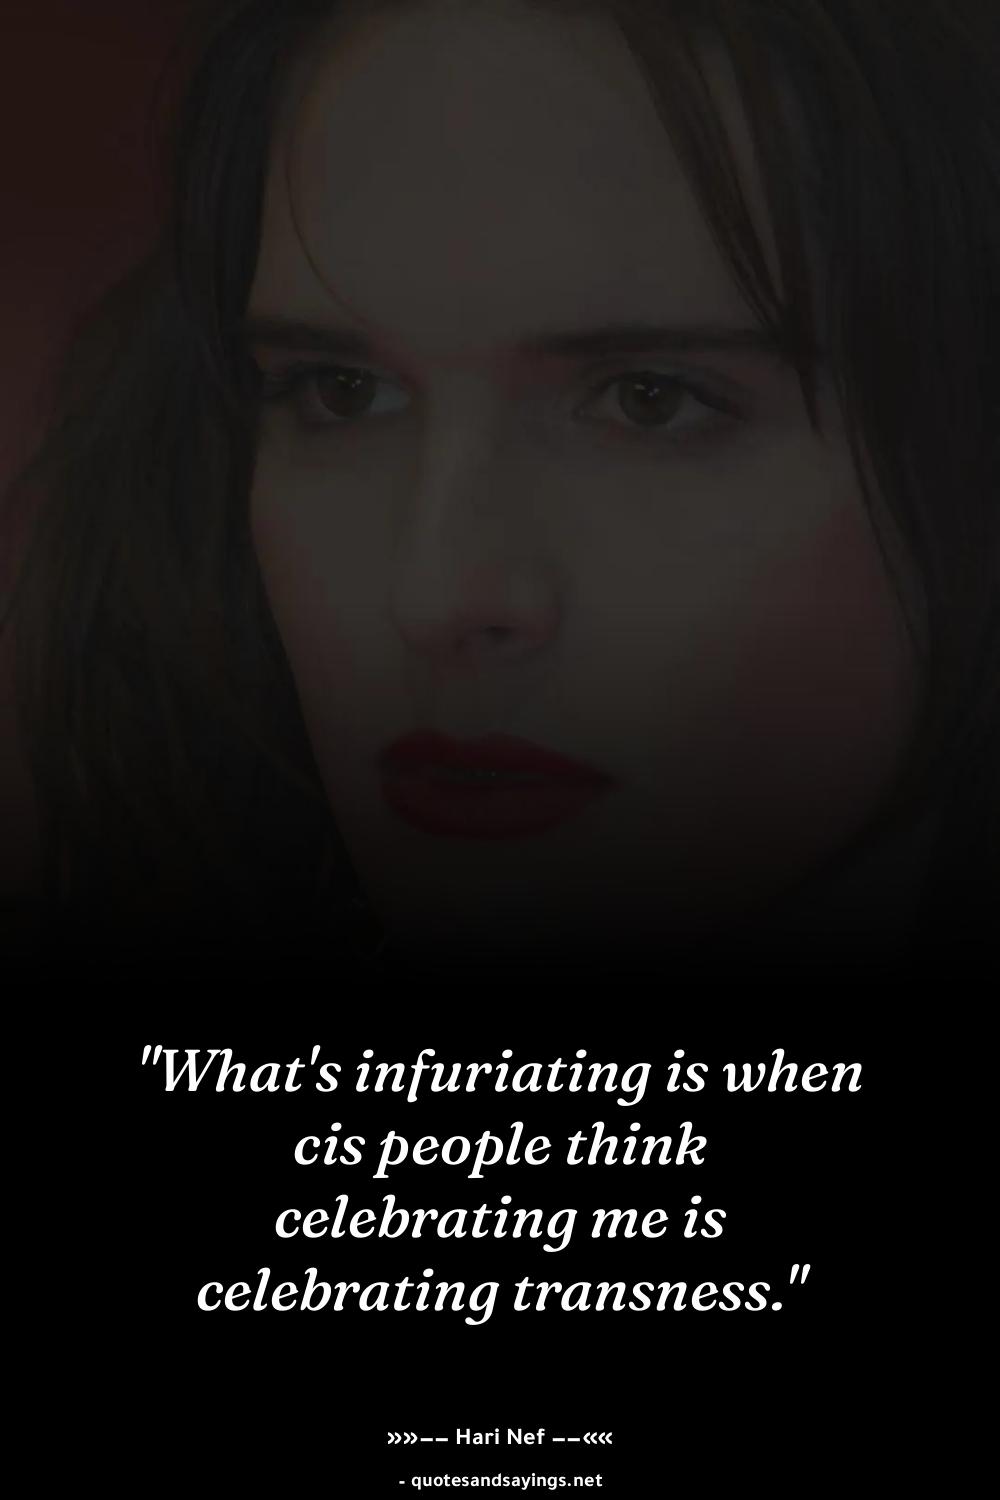 "What's infuriating is when
cis people think
celebrating me is
celebrating transness."
»»−− Hari Nef −−««
- quotesandsayings.net